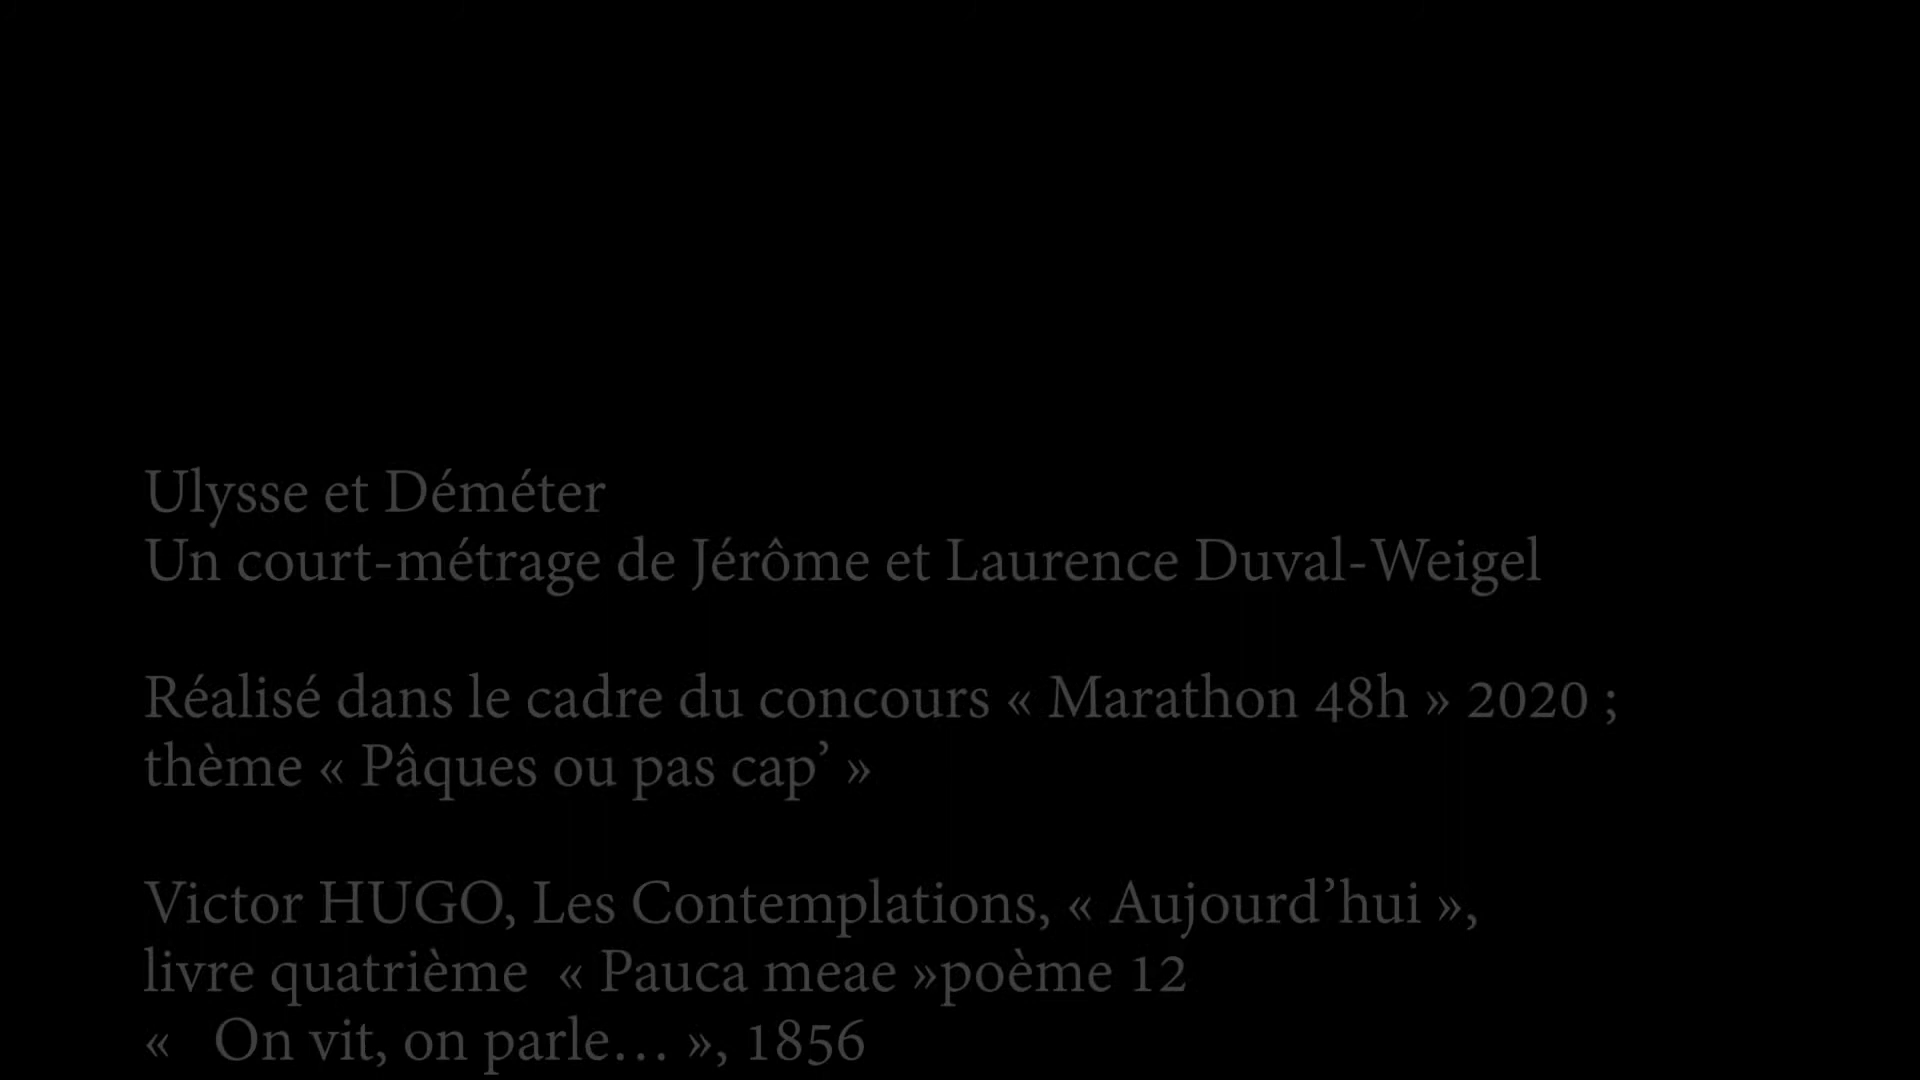 Ulysse et Déméter
Un court-métrage de Jérôme et Laurence Duval-Weigel
Réalisé dans le cadre du concours « Marathon 48h » 2020 ;
thème « Pâques ou pas cap’ »
Victor HUGO, Les Contemplations, « Aujourd’hui »,
livre quatrième  « Pauca meae »poème 12
«   On vit, on parle… », 1856